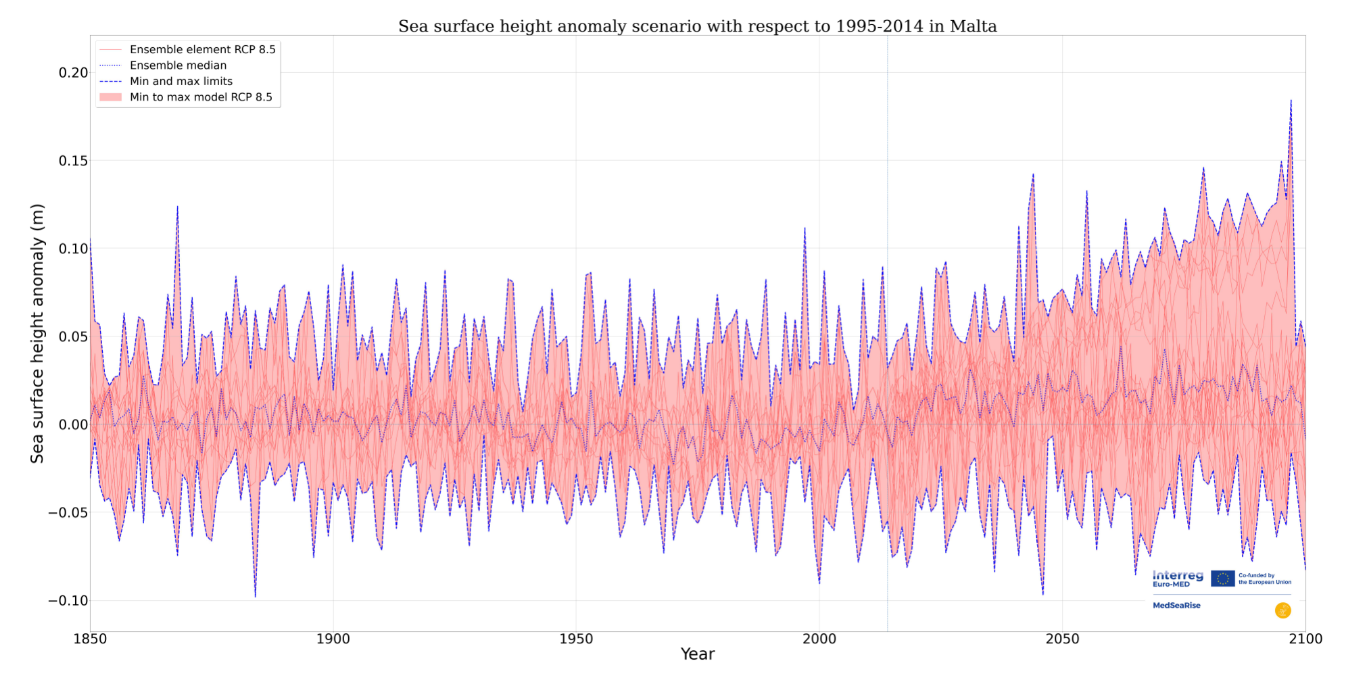 Sea surface height anomaly scenario with respect to 1995-2014 in Malta
Ensemble element RCP 8.5
Ensemble median
Min and max limits
Min to max model RCP 8.5
Sea surface height anomaly (m)
0.20
0.15
0.10
0.05
0.00
−0.05
−0.10
1850
1900
1950
2000
2050
2100
Year
Interreg
Euro-MED
Co-funded by
the European Union
MedSeaRise